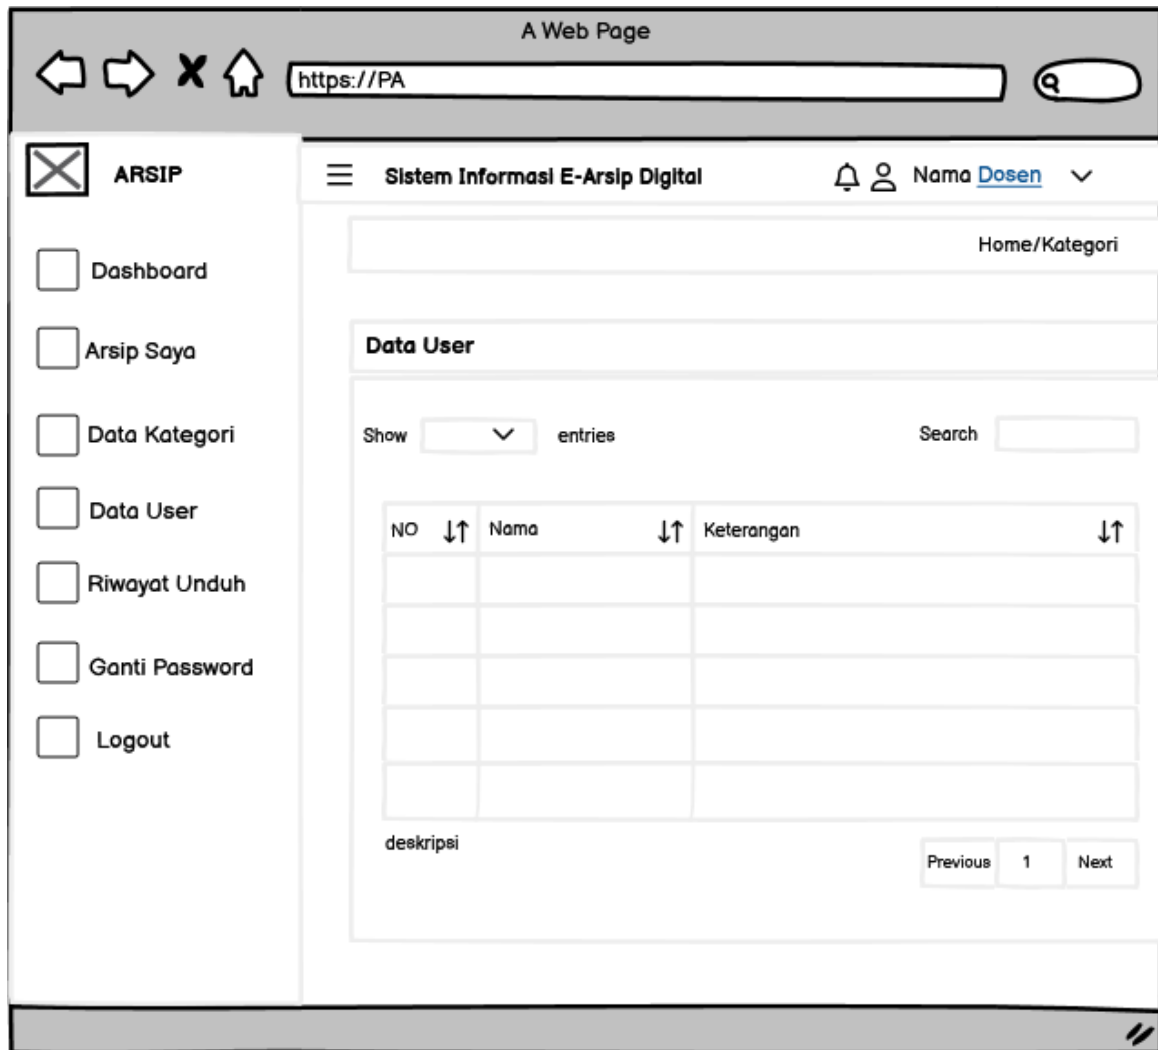 A Web Page
https://PA
ARSIP
Sistem Informasi E-Arsip Digital
Nama Dosen
Home/Kategori
Dashboard
Arsip Saya
Data Kategori
Data User
Riwayat Unduh
Ganti Password
Logout
Data User
Show entries
Search
NO Nama Keterangan
deskripsi
Previous 1 Next